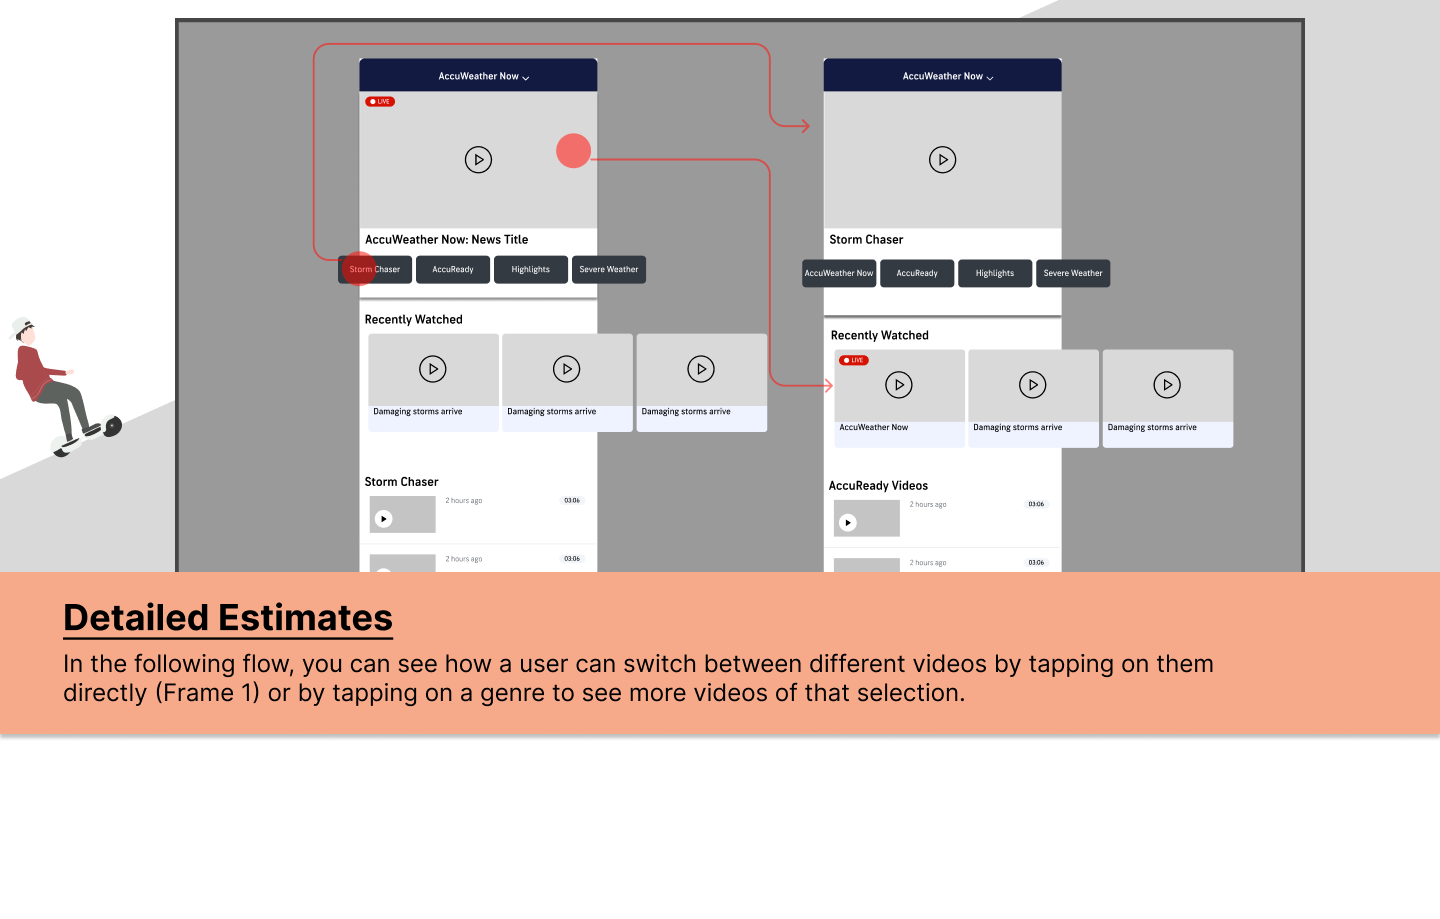 AccuWeather Now
LIVE
AccuWeather Now: News Title
Storm Chaser
AccuReady
Highlights
Severe Weather
Recently Watched
Damaging storms arrive
Damaging storms arrive
Damaging storms arrive
Storm Chaser
2 hours ago
03:06
2 hours ago
03:06
AccuWeather Now
Storm Chaser
AccuWeather Now
AccuReady
Highlights
Severe Weather
Recently Watched
LIVE
AccuWeather Now
Damaging storms arrive
Damaging storms arrive
AccuReady Videos
2 hours ago
03:06
2 hours ago
03:06
Detailed Estimates
In the following flow, you can see how a user can switch between different videos by tapping on them
directly (Frame 1) or by tapping on a genre to see more videos of that selection.